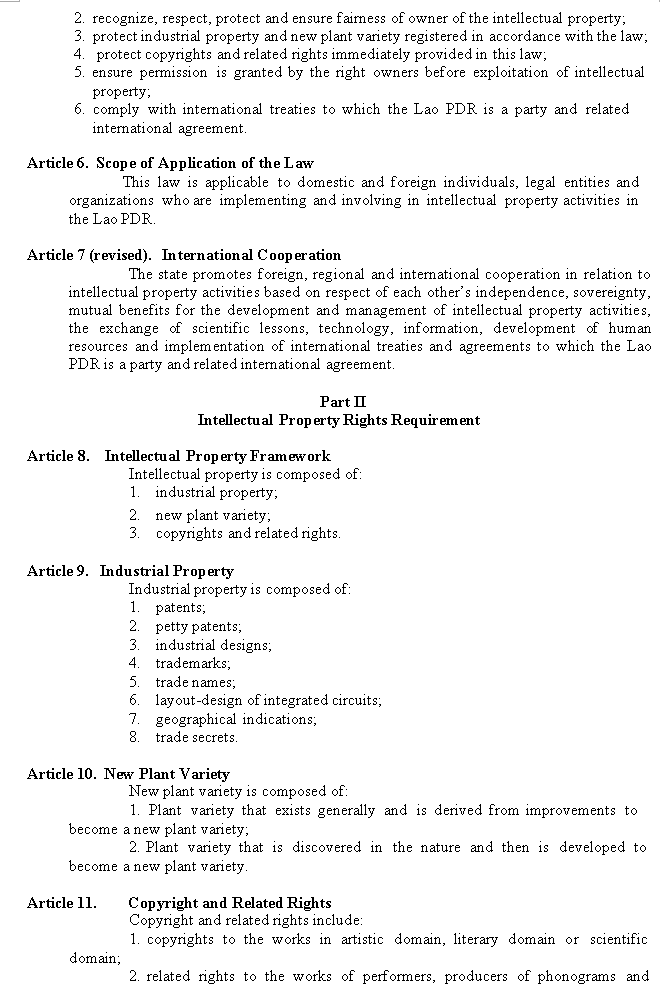 2. recognize, respect, protect and ensure fairness of owner of the intellectual property;
3. protect industrial property and new plant variety registered in accordance with the law;
4. protect copyrights and related rights immediately provided in this law;
5. ensure permission is granted by the right owners before exploitation of intellectual
property;
6. comply with international treaties to which the Lao PDR is a party and related
international agreement.
Article 6. Scope of Application of the Law
This law is applicable to domestic and foreign individuals, legal entities and
organizations who are implementing and involving in intellectual property activities in
the Lao PDR.
Article 7 (revised). International Cooperation
The state promotes foreign, regional and international cooperation in relation to
intellectual property activities based on respect of each other's independence, sovereignty,
mutual benefits for the development and management of intellectual property activities,
the exchange of scientific lessons, technology, information, development of human
resources and implementation of international treaties and agreements to which the Lao
PDR is a party and related international agreement.
Part II
Intellectual Property Rights Requirement
Article 8. Intellectual Property Framework
Intellectual property is composed of:
1. industrial property;
2. new plant variety;
3. copyrights and related rights.
Article 9. Industrial Property
Industrial property is composed of:
1. patents;
2. petty patents;
3. industrial designs;
4. trademarks;
5. trade names;
6. layout-design of integrated circuits;
7. geographical indications;
8. trade secrets.
Article 10. New Plant Variety
New plant variety is composed of:
1. Plant variety that exists generally and is derived from improvements to
become a new plant variety;
2. Plant variety that is discovered in the nature and then is developed to
become a new plant variety.
Article 11. Copyright and Related Rights
Copyright and related rights include:
1. copyrights to the works in artistic domain, literary domain or scientific
domain;
2. related rights to the works of performers, producers of phonograms and